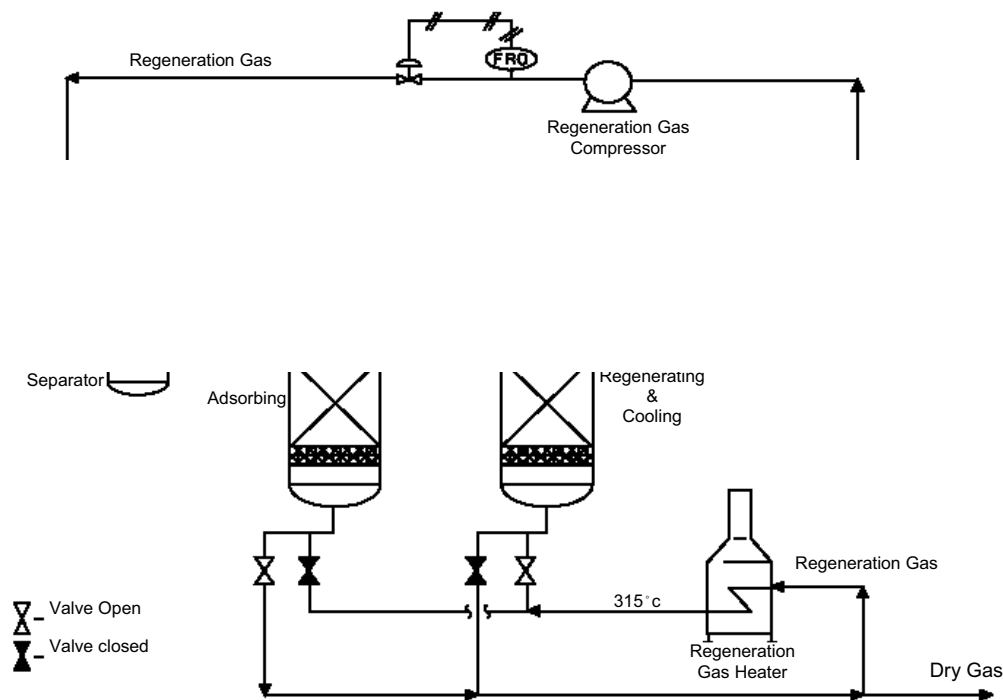 FRQ
Regeneration Gas
Regeneration Gas
Compressor
Separator
Adsorbing
Regenerating
&
Cooling
Regeneration Gas
315°c
Valve Open
Valve closed
Regeneration
Gas Heater
Dry Gas